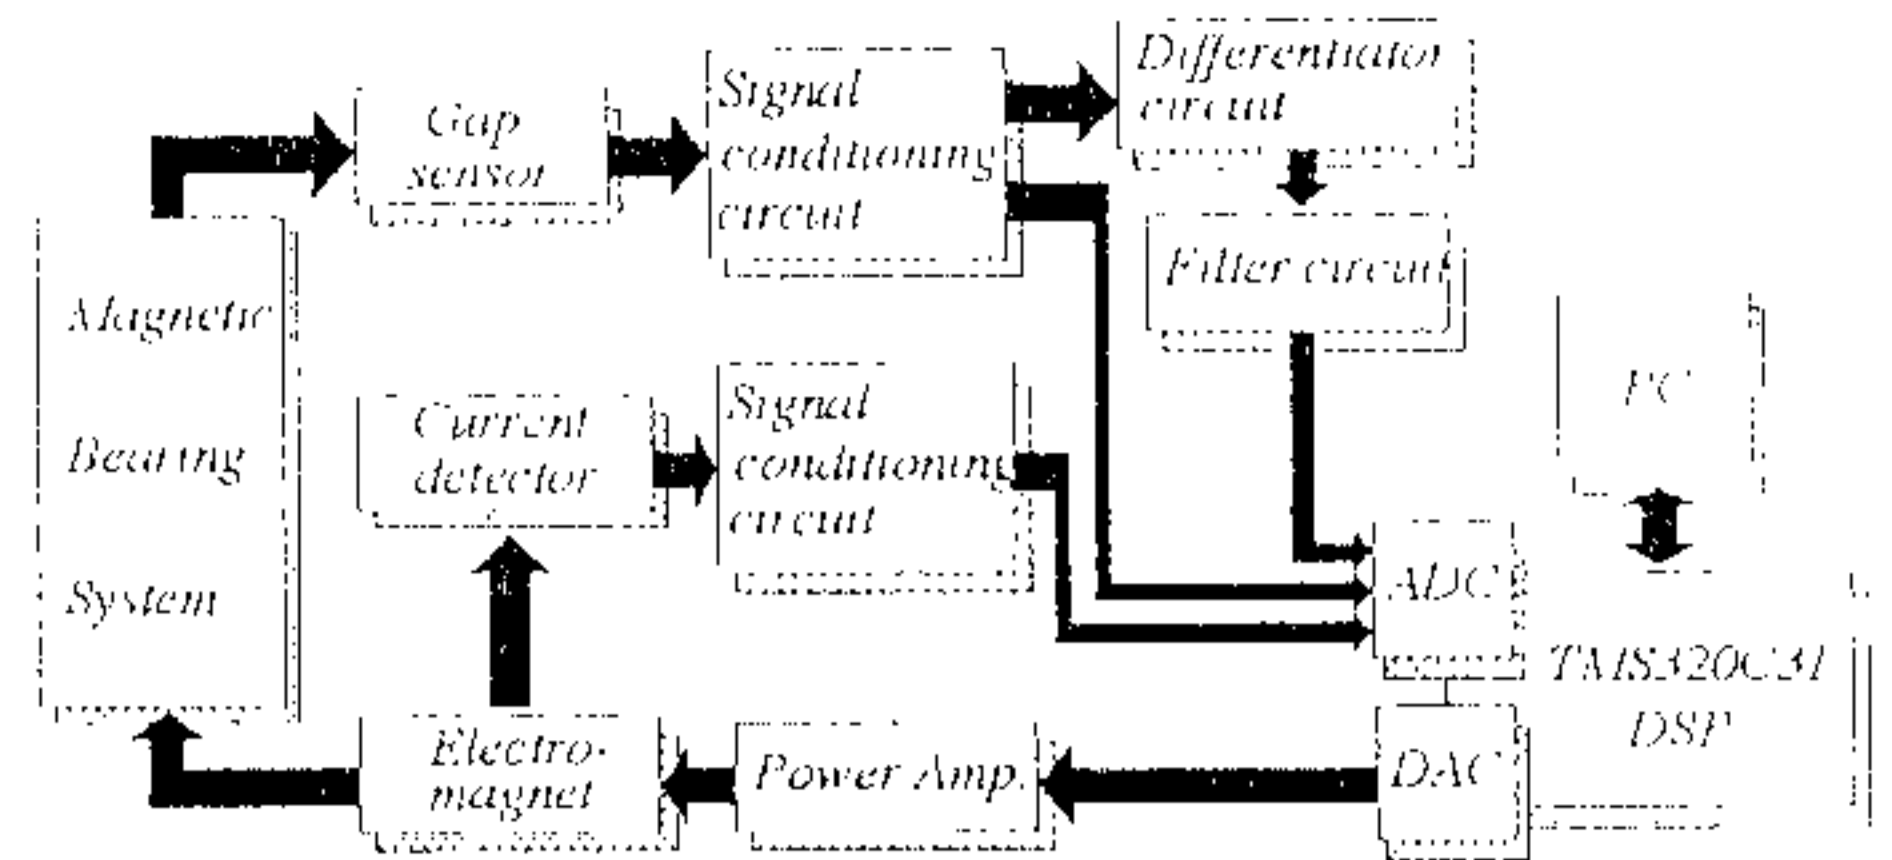 Gap
sensor
Signal
conditioning
circuit
Differentiator
circuit
Filter circuit
Magnetic
Bearing
System
Current
detector
Signal
conditioning
circuit
PC
ADC
TMS320C31
DSP
Electro-
magnet
Power Amp.
DAC